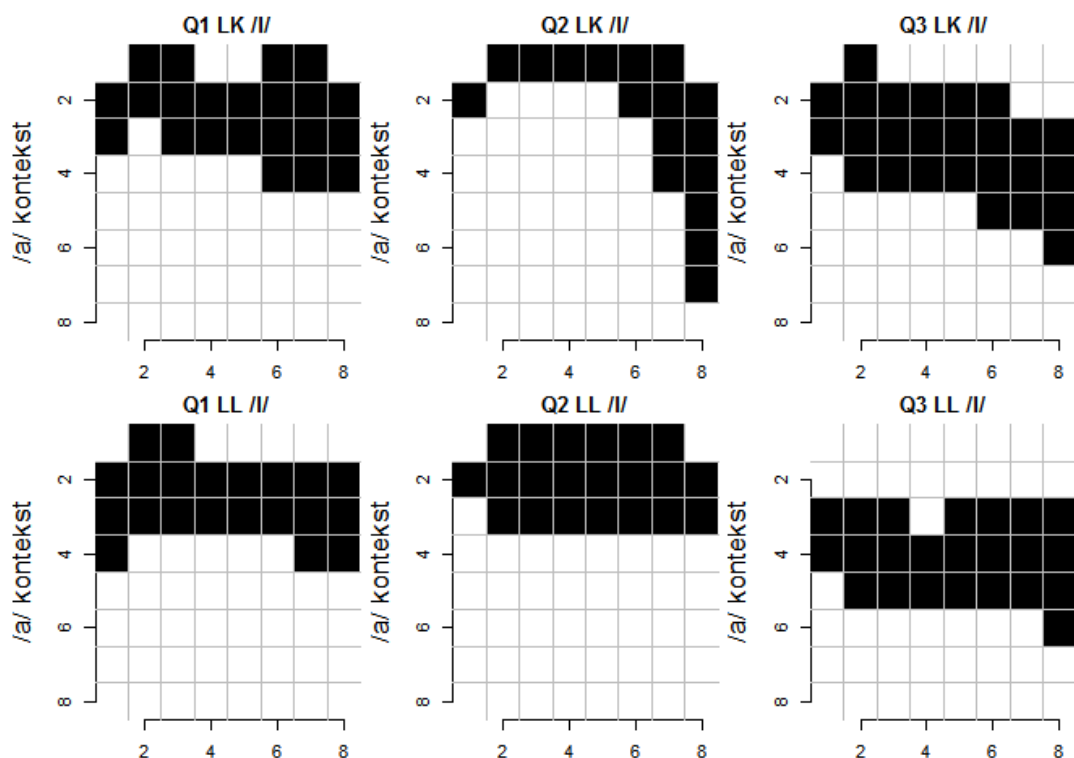 Q1 LK /l/ Q2 LK /l/ Q3 LK /l/
/a/ kontekst /a/ kontekst /a/ kontekst
2 4 6 8 2 4 6 8 2 4 6 8
2 4 6 8 2 4 6 8 2 4 6 8
Q1 LL /l/ Q2 LL /l/ Q3 LL /l/
/a/ kontekst /a/ kontekst /a/ kontekst
2 4 6 8 2 4 6 8 2 4 6 8
2 4 6 8 2 4 6 8 2 4 6 8